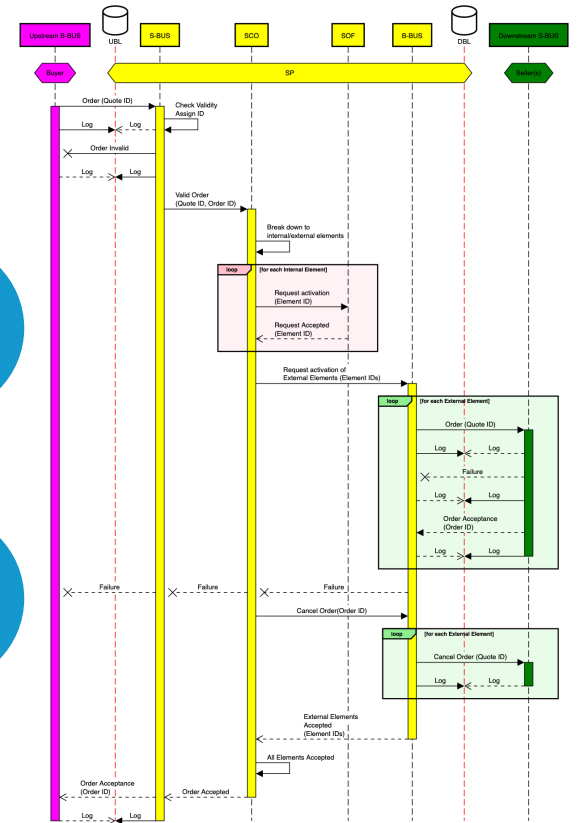 Upstream B-BUS
UBL
S-BUS
SCO
SOF
B-BUS
DBL
Downstream S-BUS
Buyer
SP
Seller(s)
Order (Quote ID)
Check Validity
Assign ID
Log
Log
Order Invalid
Log
Log
Valid Order
(Quote ID, Order ID)
Break down to
internal/external elements
loop
[for each Internal Element]
Request activation
(Element ID)
Request Accepted
(Element ID)
Request activation of
External Elements (Element IDs)
loop
[for each External Element]
Order (Quote ID)
Log
Log
Failure
Log
Log
Order Acceptance
(Order ID)
Log
Log
Failure
Failure
Failure
Cancel Order(Order ID)
loop
[for each External Element]
Cancel Order (Quote ID)
Log
Log
External Elements
Accepted
(Element IDs)
All Elements Accepted
Order Acceptance
(Order ID)
Order Accepted
Log
Log